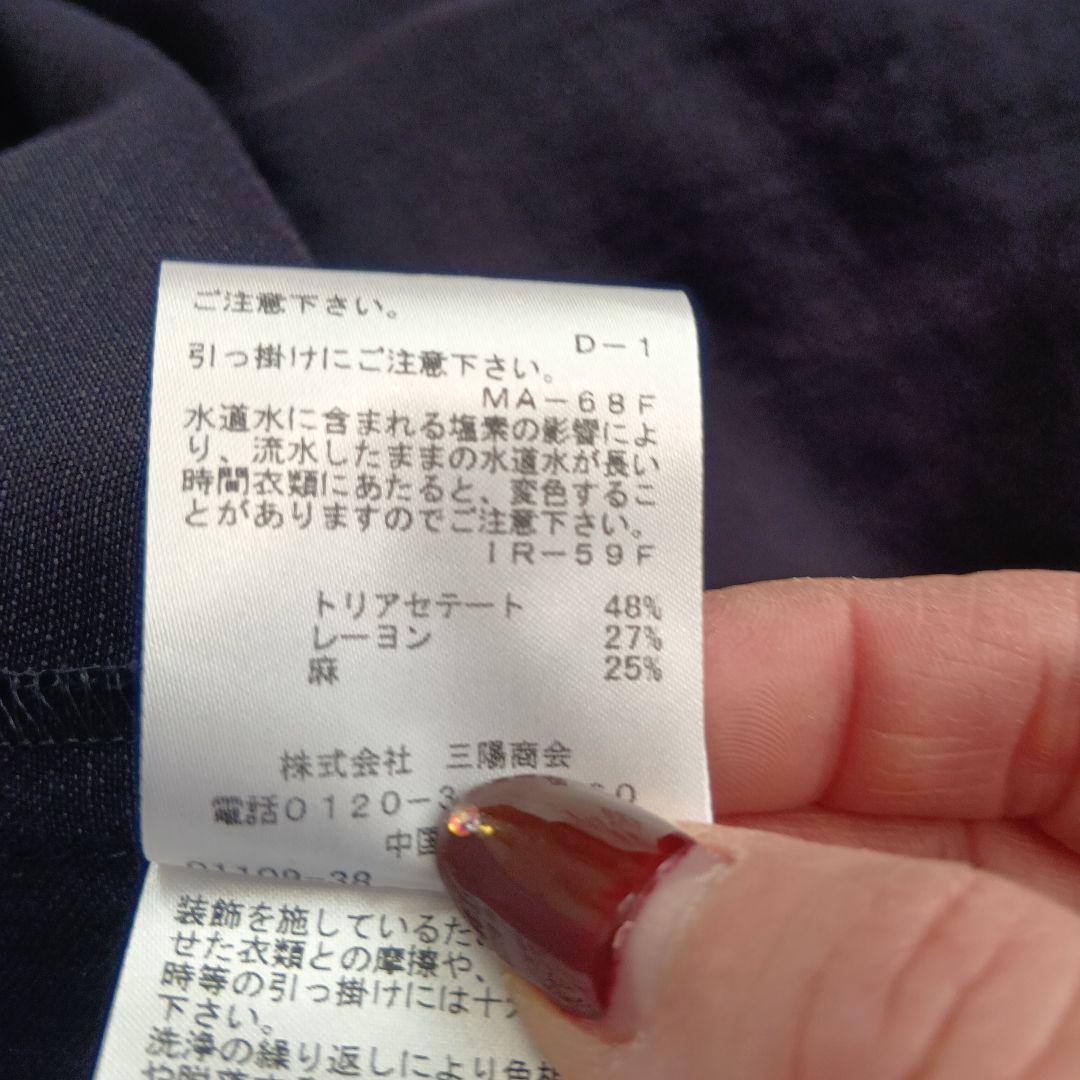 ご注意下さい。
D-1
引っ掛けにご注意下さい。
MA-68F
水道水に含まれる塩素の影響によ
り、流水したままの水道水が長い
時間衣類にあたると、変色するこ
とがありますのでご注意下さい。
IR-59F
トリアセテート 48%
レーヨン 27%
麻 25%
株式会社 三陽商会
電話0120-3
中国
装飾を施しているた
せた衣類との摩擦や、
時等の引っ掛けには十
下さい。
洗浄の繰り返しにより色